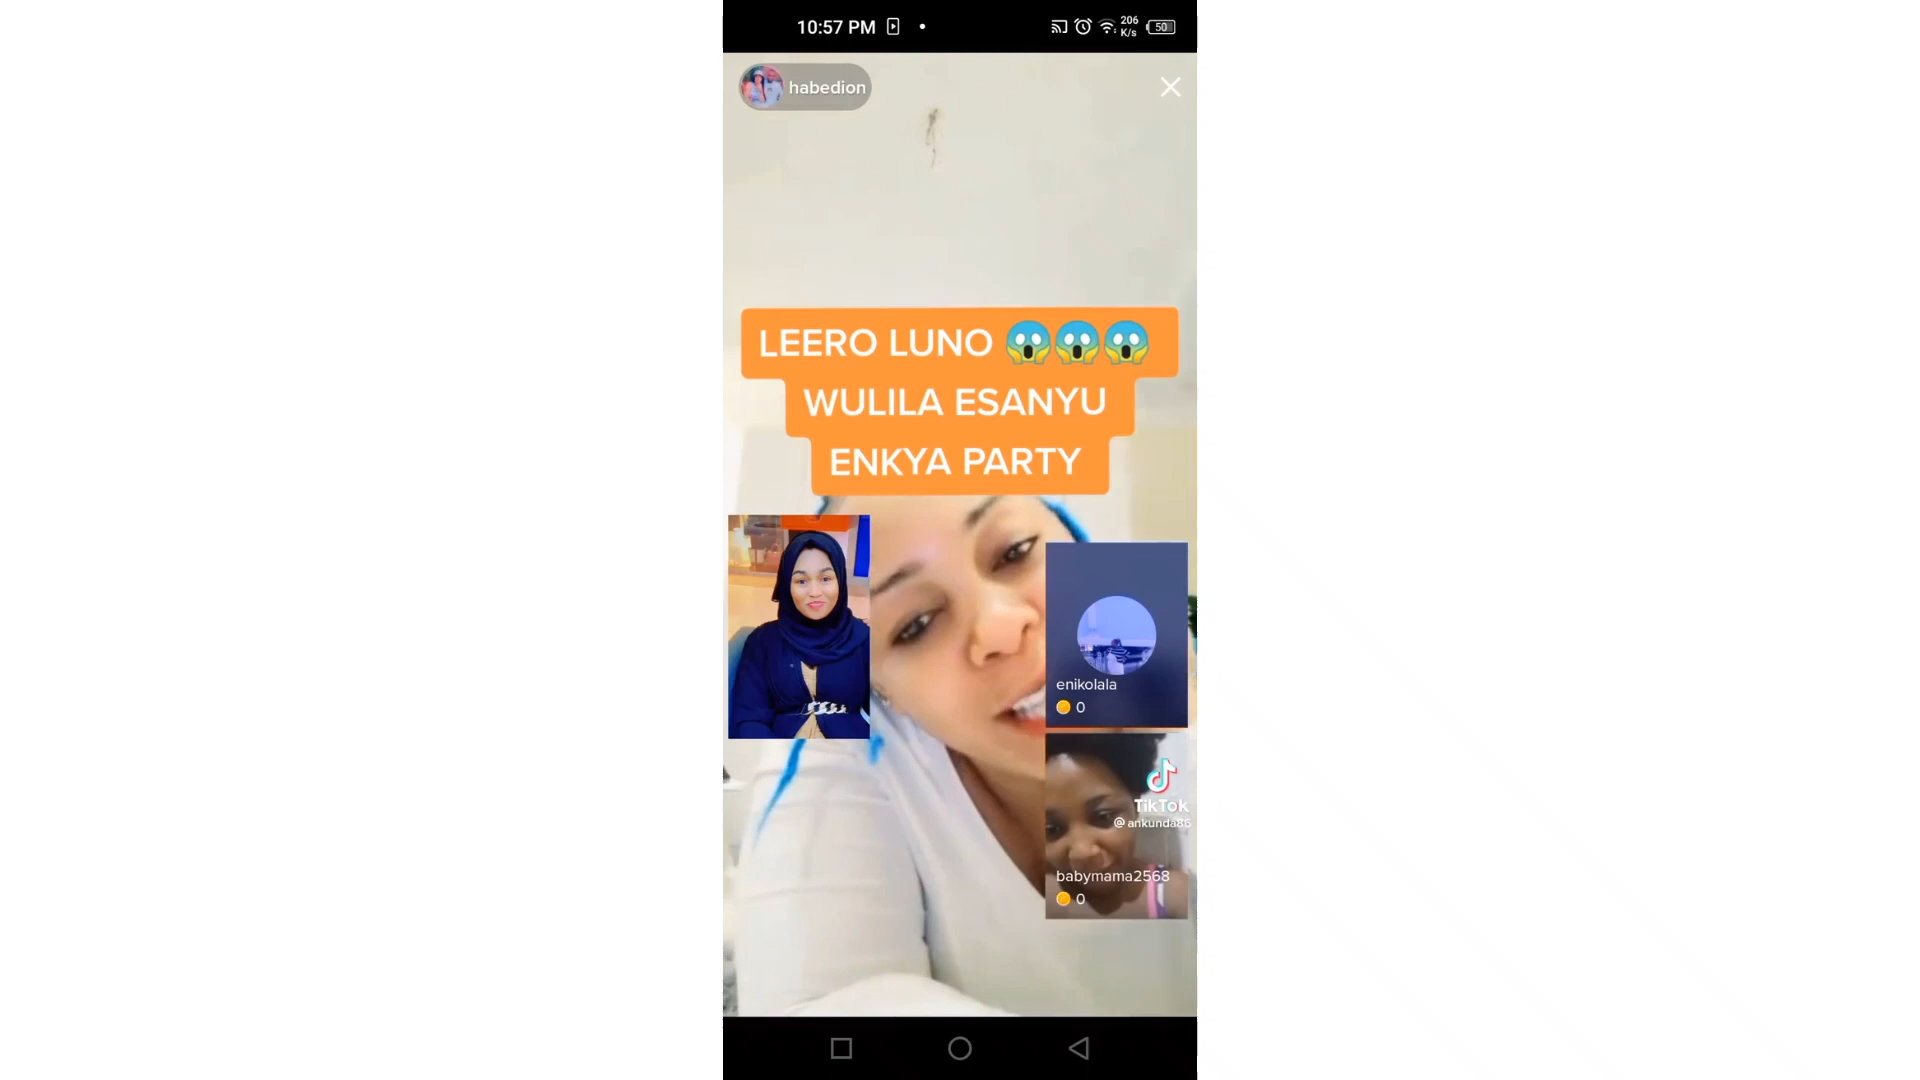 10:57 PM
206
K/s
50
habedion
LEERO LUNO 😱😱😱
WULILA ESANYU
ENKYA PARTY
enikolala
0
TikTok
@ankunda86
babymama2568
0